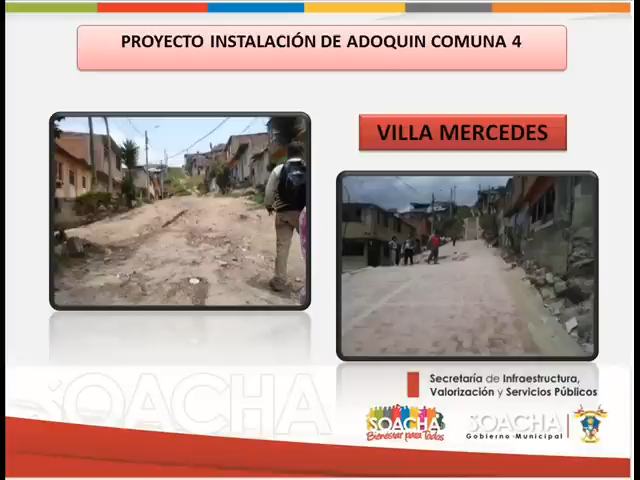 PROYECTO INSTALACIÓN DE ADOQUIN COMUNA 4
VILLA MERCEDES
Secretaría de Infraestructura,
Valorización y Servicios Públicos
SOACHA
SOACHA
Bienestar para Todos
SOACHA
Gobierno Municipal